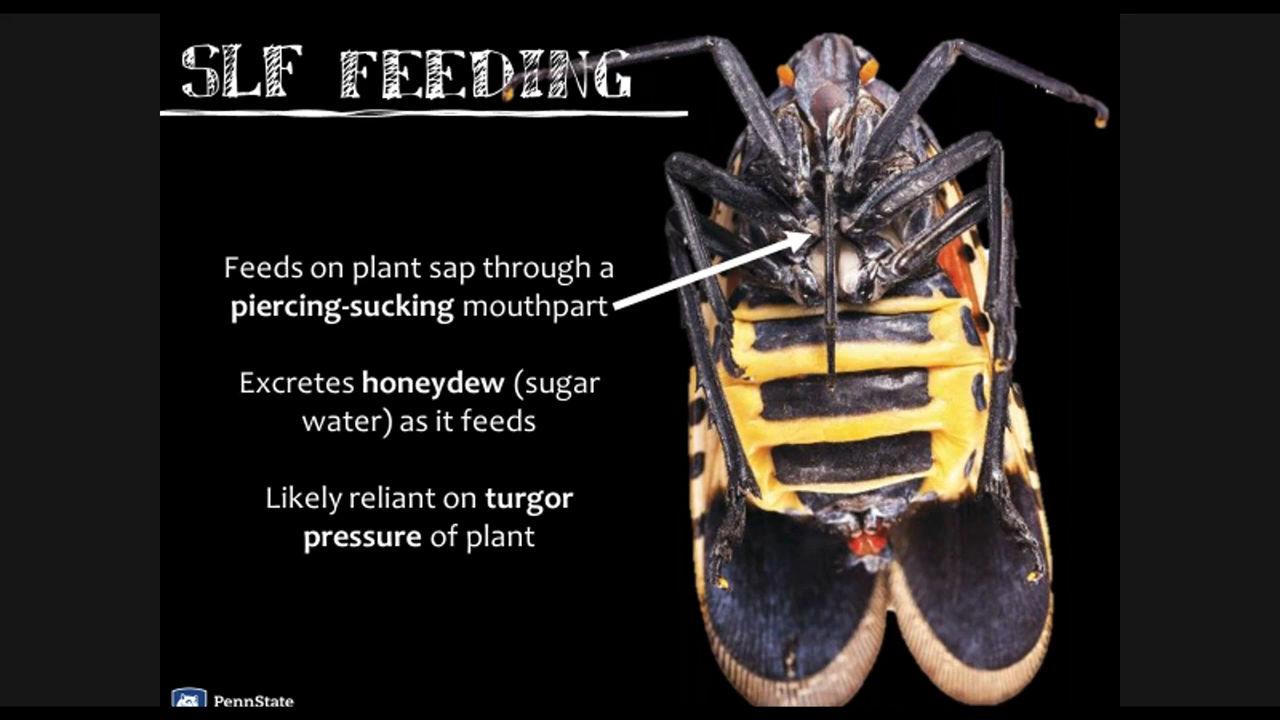 SLF FEEDING
Feeds on plant sap through a
piercing-sucking mouthpart
Excretes honeydew (sugar
water) as it feeds
Likely reliant on turgor
pressure of plant
PennState